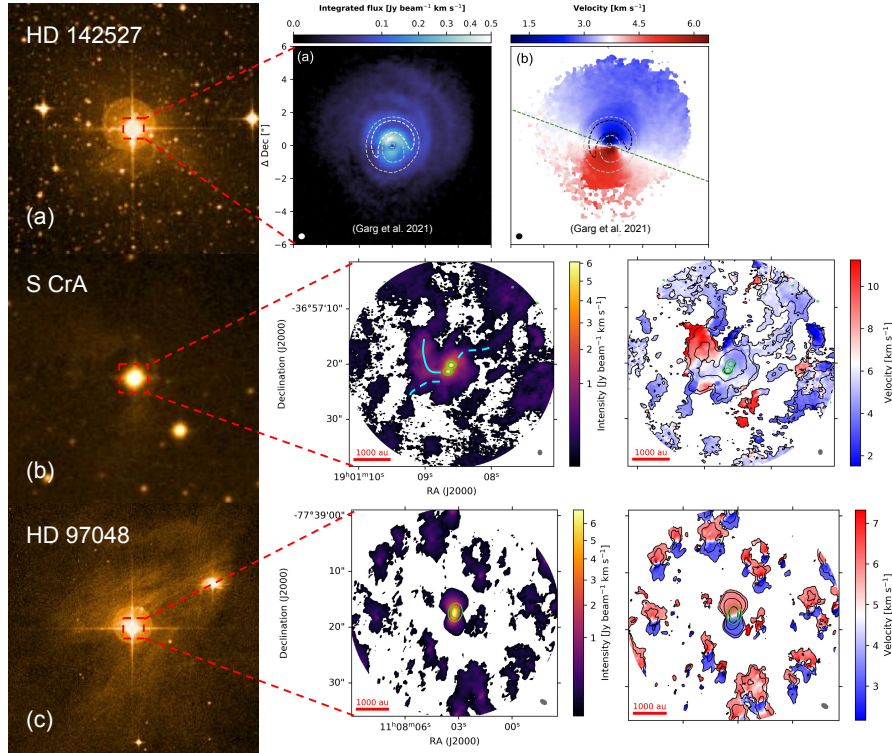 HD 142527
(a)
Integrated flux [Jy beam⁻¹ km s⁻¹]
0.0 0.1 0.3 0.4 0.5
(a)
Δ Dec ["]
6
4
2
0
−2
−4
−6
(Garg et al. 2021)
Velocity [km s⁻¹]
1.5 3.0 4.5 6.0
(b)
(Garg et al. 2021)
S CrA
(b)
Declination (J2000)
-36°57'10"
20"
30"
1000 au
19ʰ01ᵐ10ˢ 09ˢ 08ˢ
RA (J2000)
6
5
4
3
2
1
Intensity [Jy beam⁻¹ km s⁻¹]
1000 au
10
8
6
4
2
Velocity [km s⁻¹]
HD 97048
(c)
Declination (J2000)
-77°39'00"
10"
20"
30"
1000 au
11ʰ08ᵐ06ˢ 03ˢ 00ˢ
RA (J2000)
6
5
4
3
2
1
Intensity [Jy beam⁻¹ km s⁻¹]
1000 au
7
6
5
4
3
Velocity [km s⁻¹]